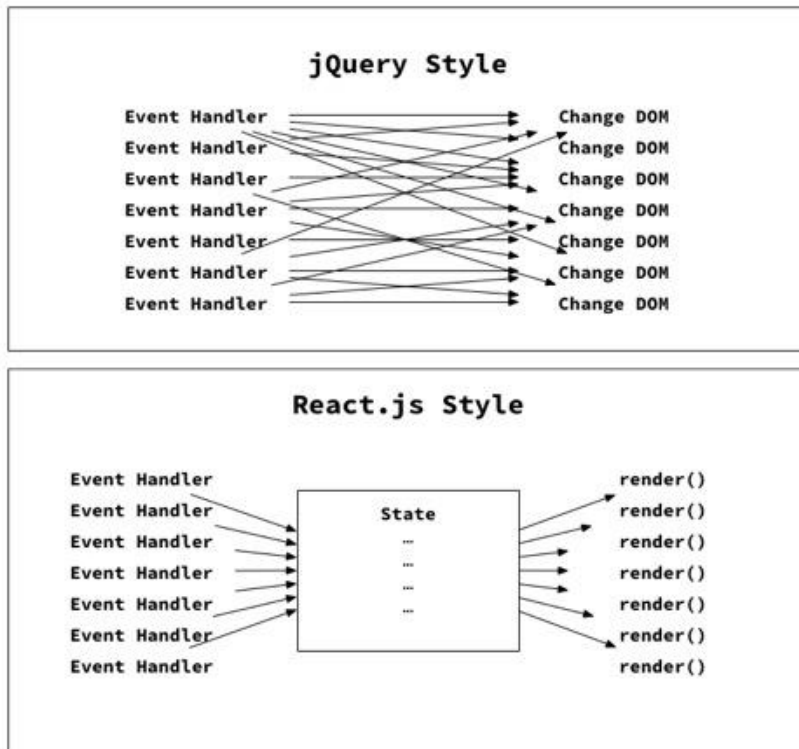 jQuery Style
Event Handler Change DOM
Event Handler Change DOM
Event Handler Change DOM
Event Handler Change DOM
Event Handler Change DOM
Event Handler Change DOM
Event Handler Change DOM
React.js Style
Event Handler render()
Event Handler State render()
Event Handler ... render()
Event Handler ... render()
Event Handler ... render()
Event Handler ... render()
Event Handler render()